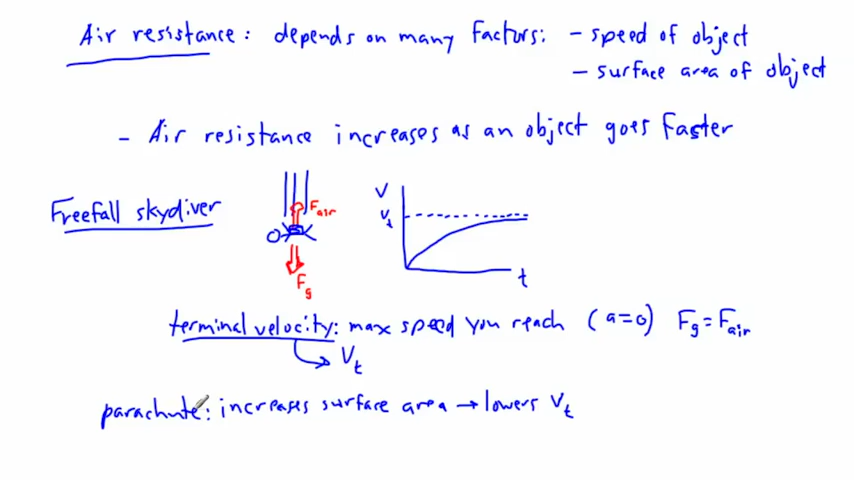 Air resistance: depends on many factors: - speed of object
- surface area of object
- Air resistance increases as an object goes faster
Freefall skydiver
Fair
Fg
V
Vt
t
terminal velocity: max speed you reach (a=0) Fg = Fair
→ Vt
parachute: increases surface area → lowers Vt